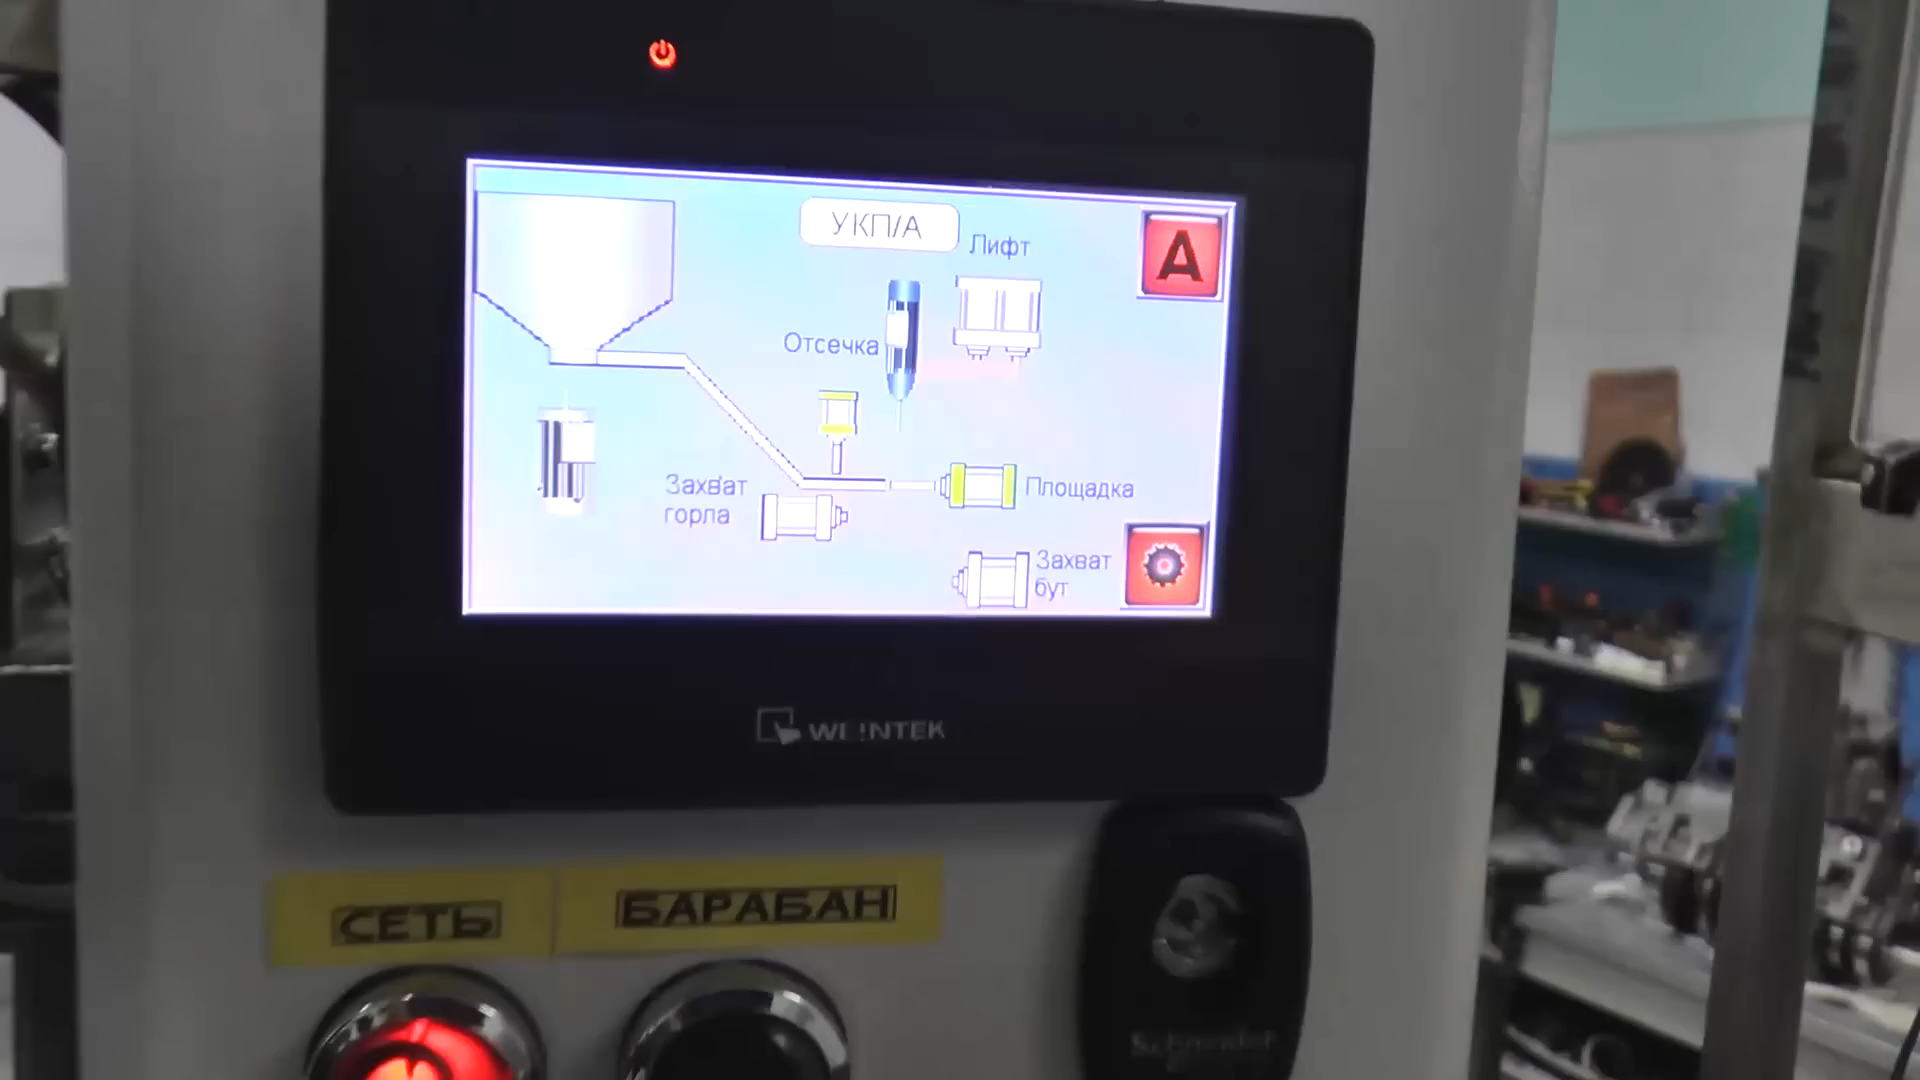 УКП/А
Лифт
А
Отсечка
Захват
горла
Площадка
Захват
бут
WEINTEK
СЕТЬ
БАРАБАН
Schneider